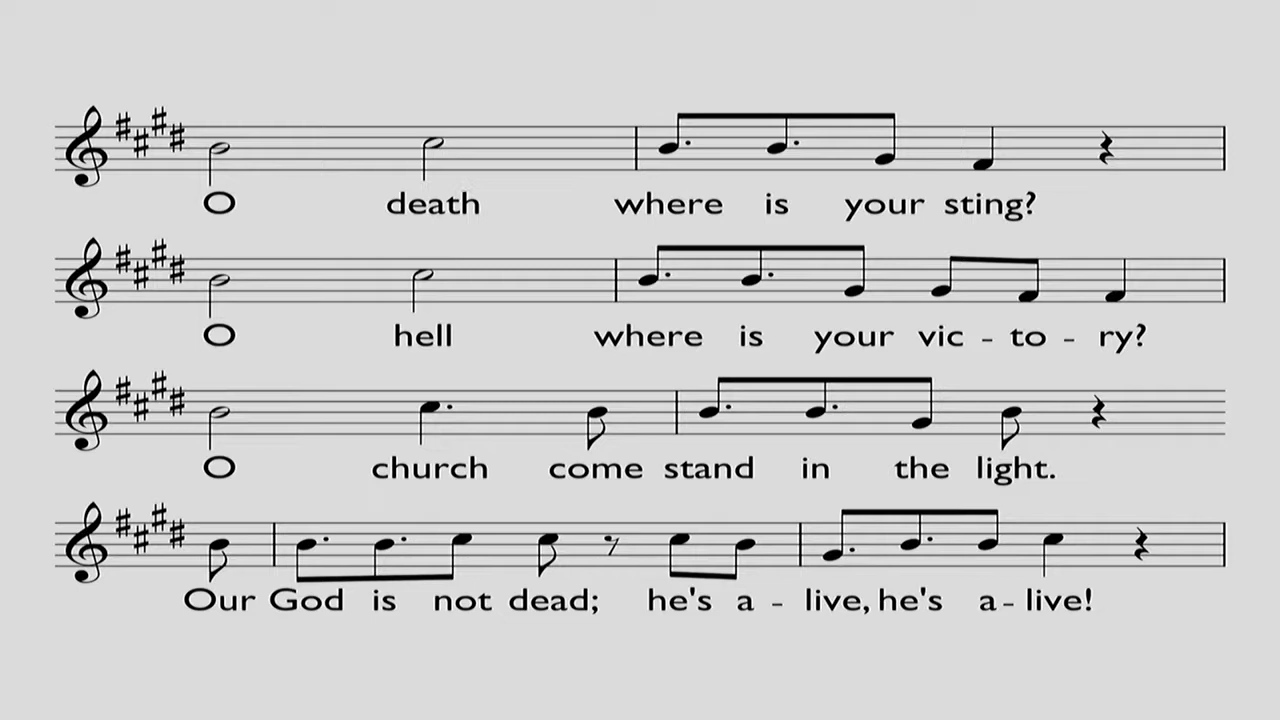 O death where is your sting?
O hell where is your vic - to - ry?
O church come stand in the light.
Our God is not dead; he's a - live, he's a - live!